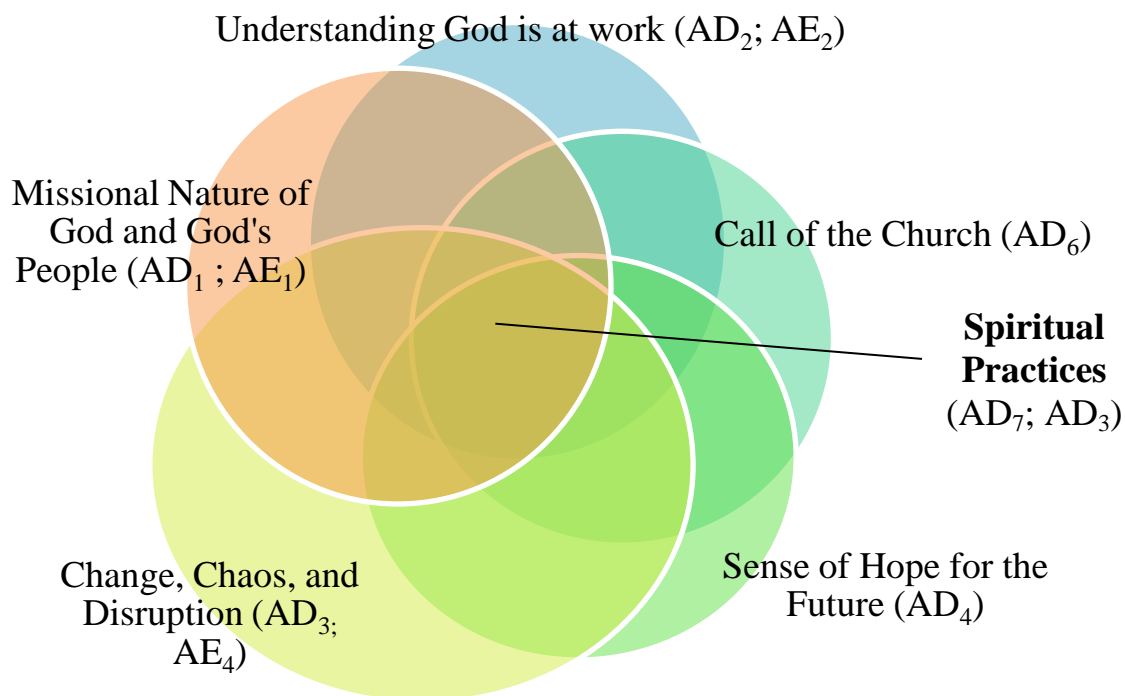 Understanding God is at work (AD₂; AE₂)
Missional Nature of
God and God's
People (AD₁ ; AE₁)
Call of the Church (AD₆)
Spiritual
Practices
(AD₇; AD₃)
Change, Chaos, and
Disruption (AD₃;
AE₄)
Sense of Hope for the
Future (AD₄)